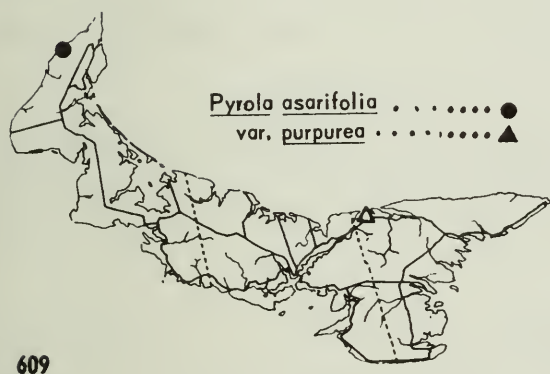 Pyrola asarifolia . . . . . . . ●
var. purpurea . . . . . . . . ▲
609